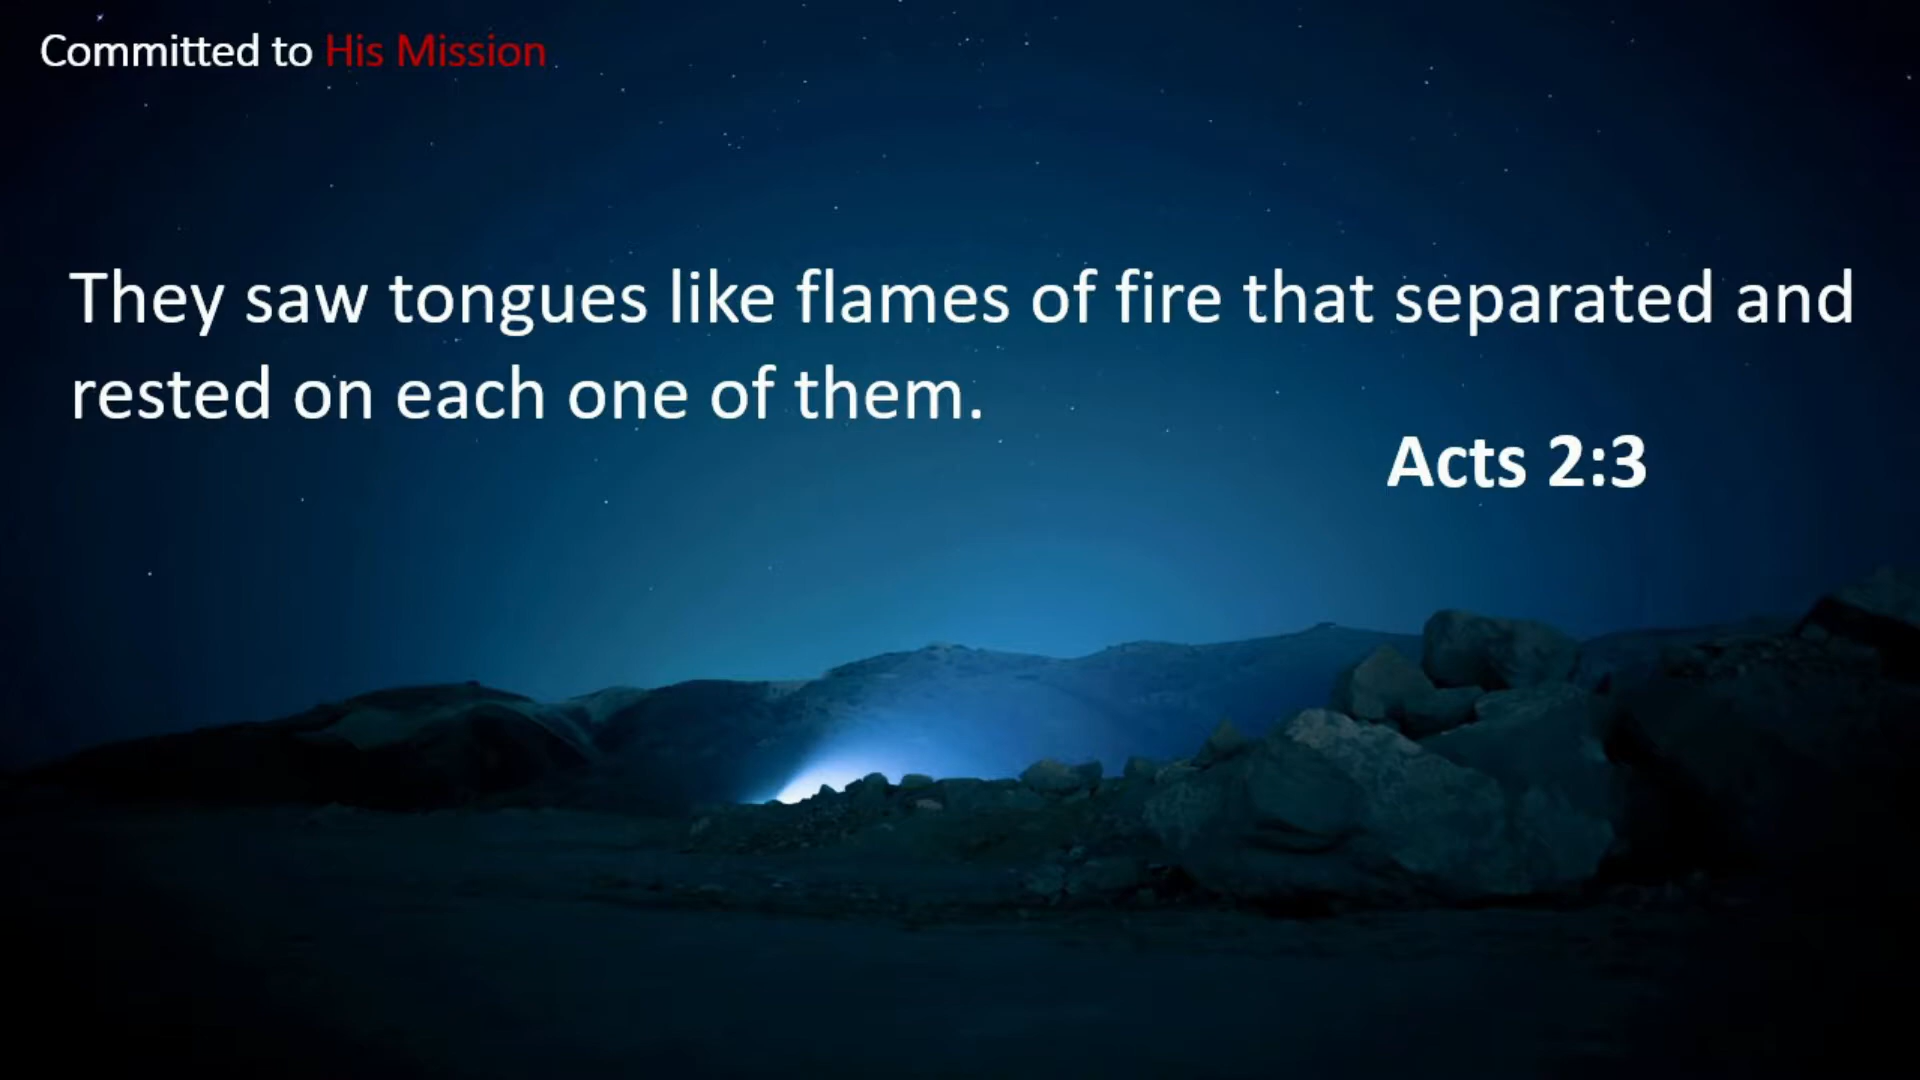 Committed to His Mission
They saw tongues like flames of fire that separated and
rested on each one of them.
Acts 2:3